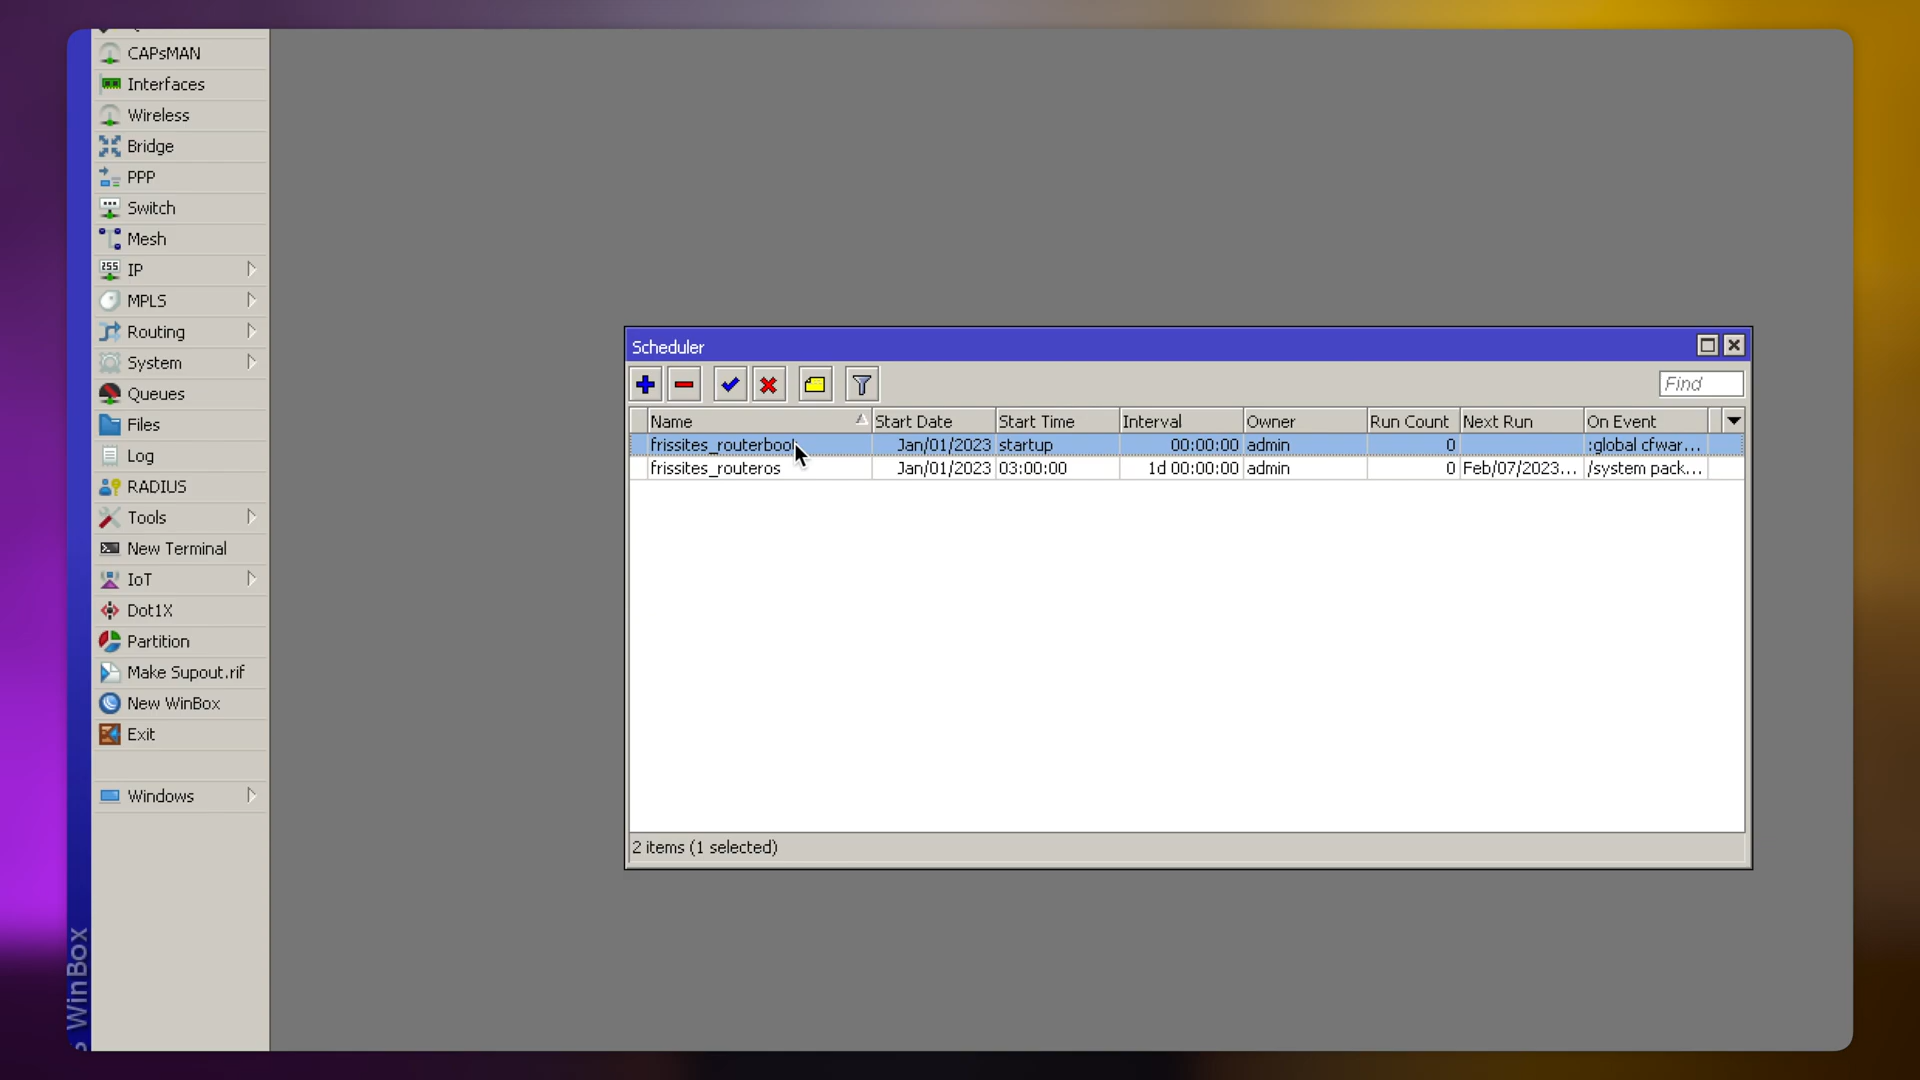 CAPsMAN
Interfaces
Wireless
Bridge
PPP
Switch
Mesh
255 IP
MPLS
Routing
System
Queues
Files
Log
RADIUS
Tools
New Terminal
IoT
Dot1X
Partition
Make Supout.rif
New WinBox
Exit
Windows
WinBox
Scheduler
Find
Name Start Date Start Time Interval Owner Run Count Next Run On Event
frissites_routerboot Jan/01/2023 startup 00:00:00 admin 0 :global cfwar...
frissites_routeros Jan/01/2023 03:00:00 1d 00:00:00 admin 0 Feb/07/2023... /system pack...
2 items (1 selected)